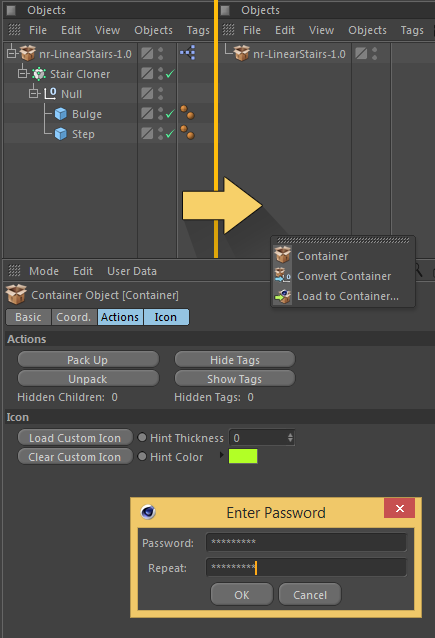 Objects
Objects
File Edit View Objects Tags
File Edit View Objects Tags
nr-LinearStairs-1.0
nr-LinearStairs-1.0
Stair Cloner
Null
Bulge
Step
Container
Convert Container
Load to Container...
Mode Edit User Data
Container Object [Container]
Basic Coord. Actions Icon
Actions
Pack Up Hide Tags
Unpack Show Tags
Hidden Children: 0 Hidden Tags: 0
Icon
Load Custom Icon Hint Thickness 0
Clear Custom Icon Hint Color
Enter Password
Password: *********
Repeat: *********
OK Cancel